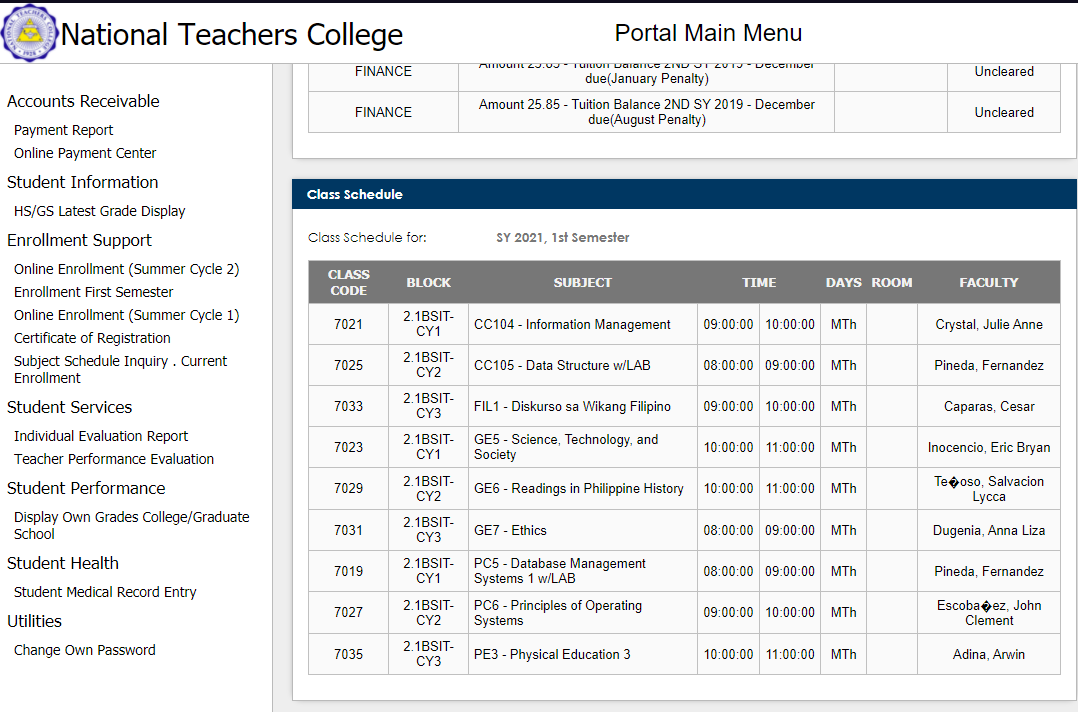 National Teachers College
Portal Main Menu
Accounts Receivable
Payment Report
Online Payment Center
Student Information
HS/GS Latest Grade Display
Enrollment Support
Online Enrollment (Summer Cycle 2)
Enrollment First Semester
Online Enrollment (Summer Cycle 1)
Certificate of Registration
Subject Schedule Inquiry . Current
Enrollment
Student Services
Individual Evaluation Report
Teacher Performance Evaluation
Student Performance
Display Own Grades College/Graduate
School
Student Health
Student Medical Record Entry
Utilities
Change Own Password
FINANCE Amount 25.85 - Tuition Balance 2ND SY 2019 - December Uncleared
due(January Penalty)
FINANCE Amount 25.85 - Tuition Balance 2ND SY 2019 - December Uncleared
due(August Penalty)
Class Schedule
Class Schedule for: SY 2021, 1st Semester
CLASS CODE BLOCK SUBJECT TIME DAYS ROOM FACULTY
7021 2.1BSIT-CY1 CC104 - Information Management 09:00:00 10:00:00 MTh Crystal, Julie Anne
7025 2.1BSIT-CY2 CC105 - Data Structure w/LAB 08:00:00 09:00:00 MTh Pineda, Fernandez
7033 2.1BSIT-CY3 FIL1 - Diskurso sa Wikang Filipino 09:00:00 10:00:00 MTh Caparas, Cesar
7023 2.1BSIT-CY1 GE5 - Science, Technology, and Society 10:00:00 11:00:00 MTh Inocencio, Eric Bryan
7029 2.1BSIT-CY2 GE6 - Readings in Philippine History 10:00:00 11:00:00 MTh Te�oso, Salvacion Lycca
7031 2.1BSIT-CY3 GE7 - Ethics 08:00:00 09:00:00 MTh Dugenia, Anna Liza
7019 2.1BSIT-CY1 PC5 - Database Management Systems 1 w/LAB 08:00:00 09:00:00 MTh Pineda, Fernandez
7027 2.1BSIT-CY2 PC6 - Principles of Operating Systems 09:00:00 10:00:00 MTh Escoba�ez, John Clement
7035 2.1BSIT-CY3 PE3 - Physical Education 3 10:00:00 11:00:00 MTh Adina, Arwin